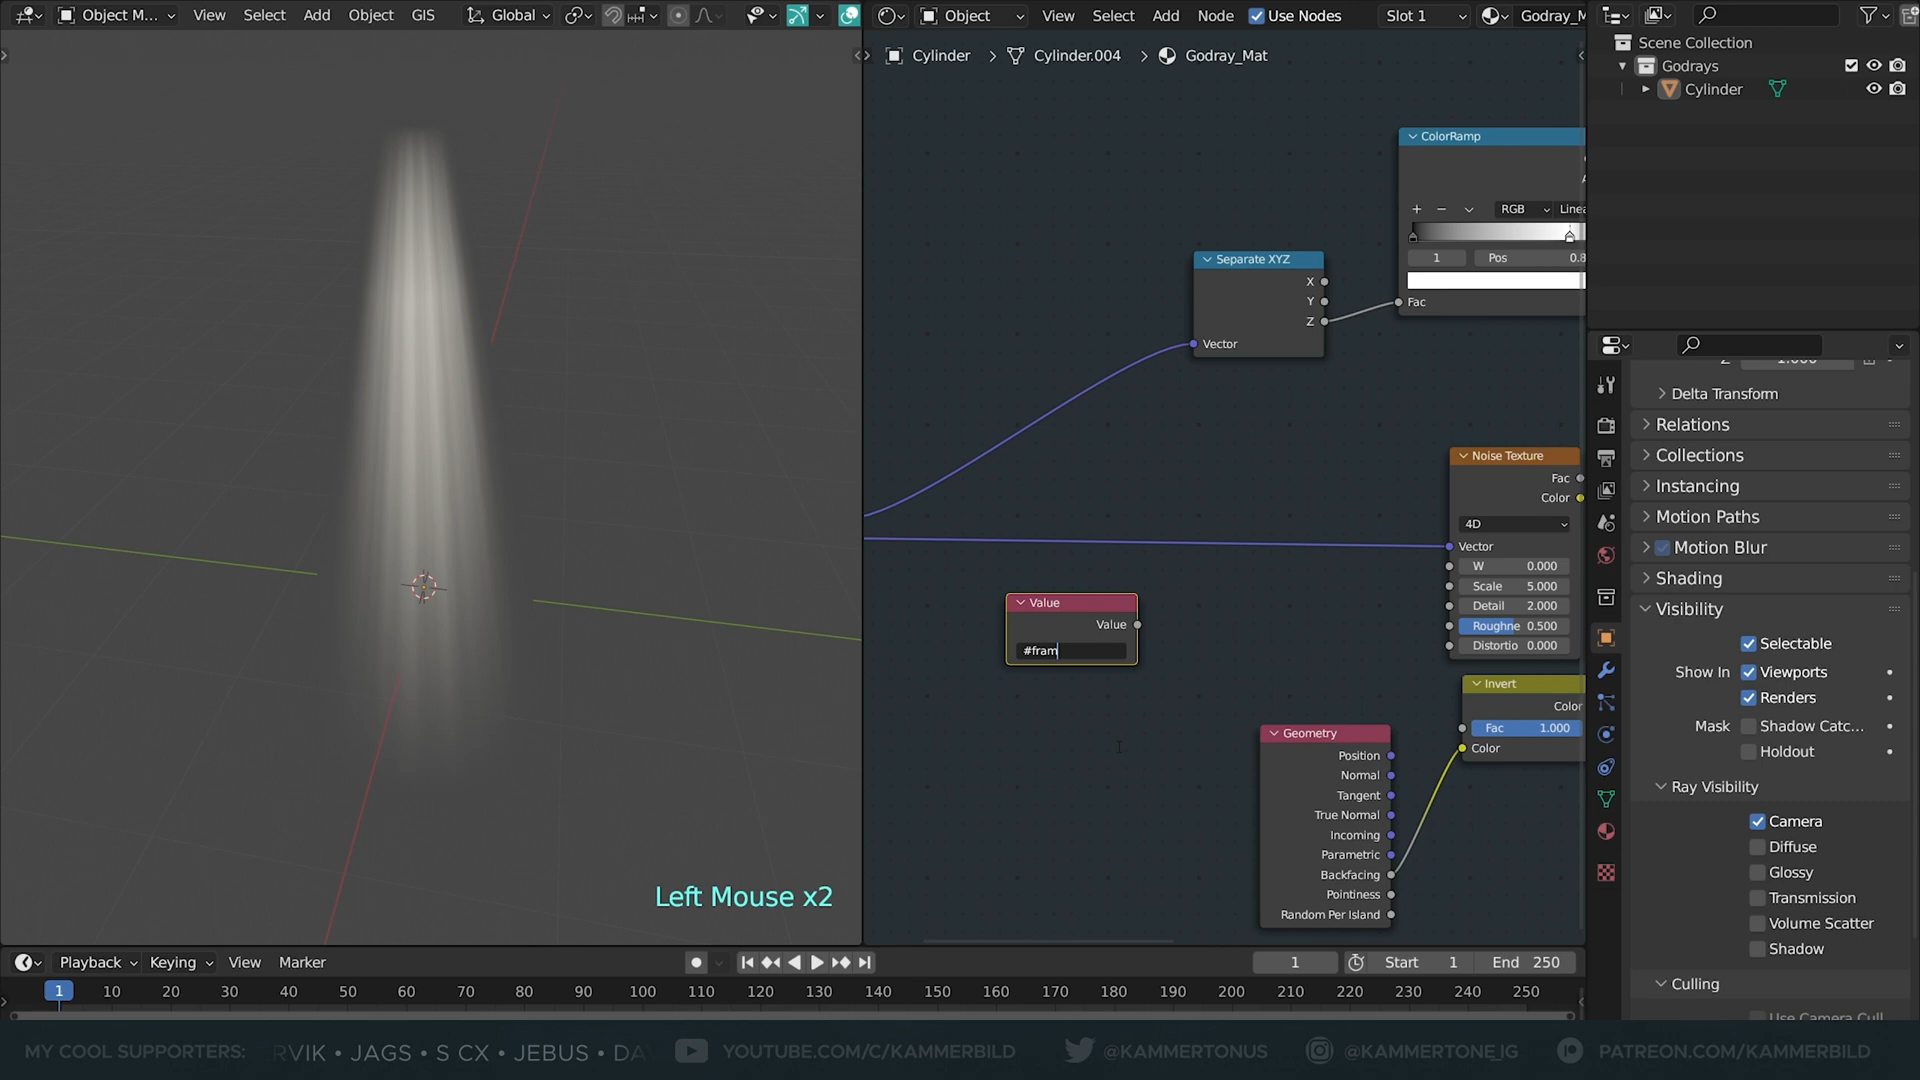 Object M...
View
Select
Add
Object
GIS
Global
Object
View
Select
Add
Node
Use Nodes
Slot 1
Godray_M
Cylinder
Cylinder.004
Godray_Mat
Scene Collection
Godrays
Cylinder
ColorRamp
RGB
Linea
1
Pos
0.8
Fac
Separate XYZ
X
Y
Z
Vector
Noise Texture
Fac
Color
4D
Vector
W 0.000
Scale 5.000
Detail 2.000
Roughne 0.500
Distortio 0.000
Value
Value
#fram
Invert
Color
Fac 1.000
Color
Geometry
Position
Normal
Tangent
True Normal
Incoming
Parametric
Backfacing
Pointiness
Random Per Island
Delta Transform
Relations
Collections
Instancing
Motion Paths
Motion Blur
Shading
Visibility
Selectable
Show In Viewports
Renders
Mask Shadow Catc...
Holdout
Ray Visibility
Camera
Diffuse
Glossy
Transmission
Volume Scatter
Shadow
Culling
Left Mouse x2
Playback
Keying
View
Marker
1
Start 1
End 250
1 10 20 30 40 50 60 70 80 90 100 110 120 130 140 150 160 170 180 190 200 210 220 230 240 250
MY COOL SUPPORTERS:
RVIK • JAGS • S CX • JEBUS • DA
YOUTUBE.COM/C/KAMMERBILD
@KAMMERTONUS
@KAMMERTONE_IG
PATREON.COM/KAMMERBILD